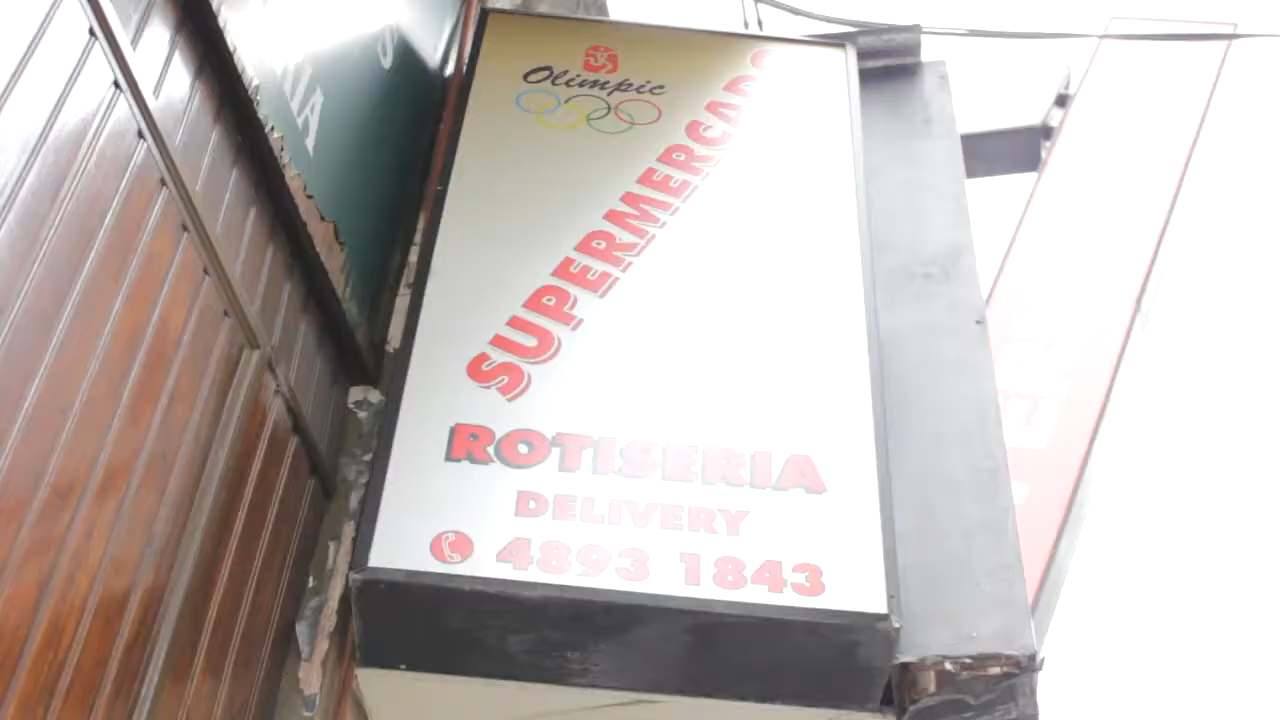 Olimpic
SUPERMERCADO
ROTISERIA
DELIVERY
4893 1843